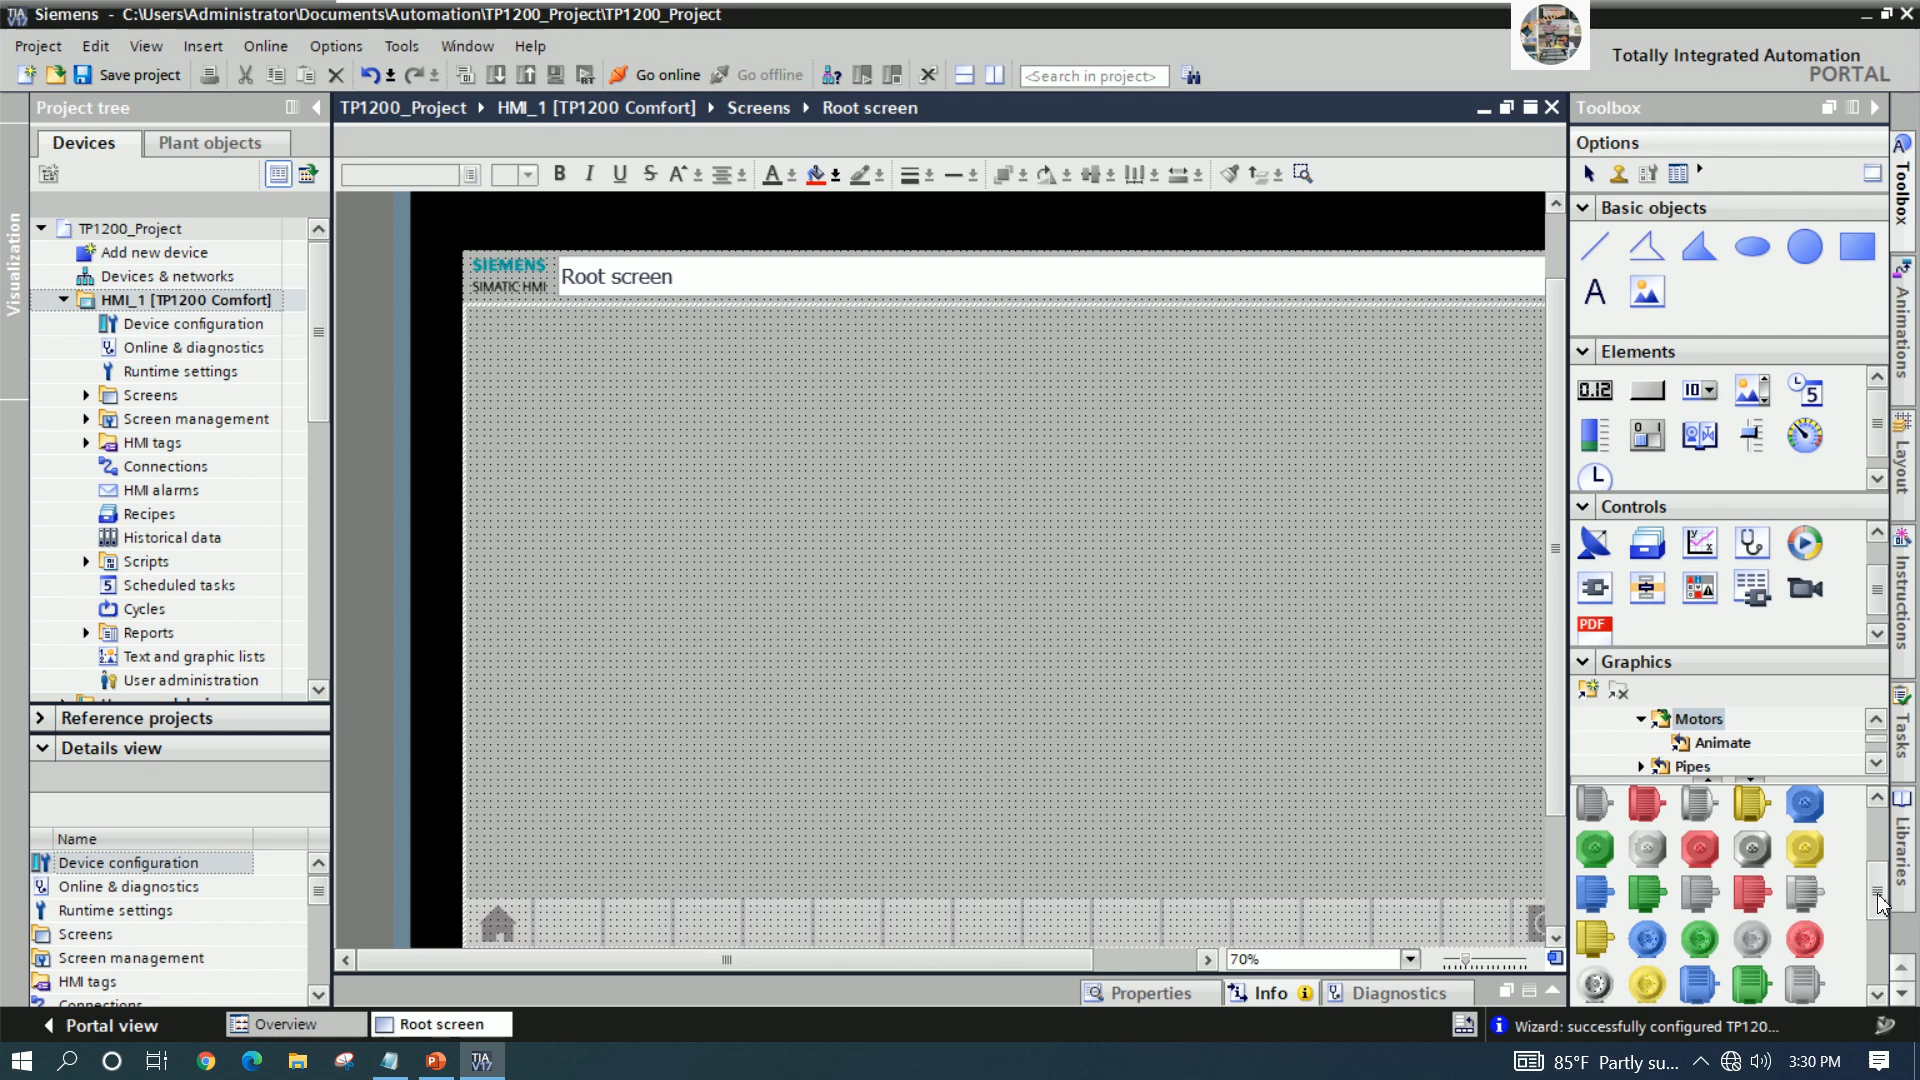 Siemens - C:\Users\Administrator\Documents\Automation\TP1200_Project\TP1200_Project
Project Edit View Insert Online Options Tools Window Help
Totally Integrated Automation
PORTAL
Save project
Go online
Go offline
<Search in project>
Project tree
TP1200_Project HMI_1 [TP1200 Comfort] Screens Root screen
Toolbox
Devices
Plant objects
Options
Visualization
TP1200_Project
Add new device
Devices & networks
HMI_1 [TP1200 Comfort]
Device configuration
Online & diagnostics
Runtime settings
Screens
Screen management
HMI tags
Connections
HMI alarms
Recipes
Historical data
Scripts
Scheduled tasks
Cycles
Reports
Text and graphic lists
User administration
Reference projects
Details view
Name
Device configuration
Online & diagnostics
Runtime settings
Screens
Screen management
HMI tags
Connections
SIEMENS
SIMATIC HMI
Root screen
70%
Properties
Info
Diagnostics
Basic objects
Elements
Controls
PDF
Graphics
Motors
Animate
Pipes
Toolbox
Animations
Layout
Instructions
Tasks
Libraries
Portal view
Overview
Root screen
Wizard: successfully configured TP120...
85°F Partly su...
3:30 PM